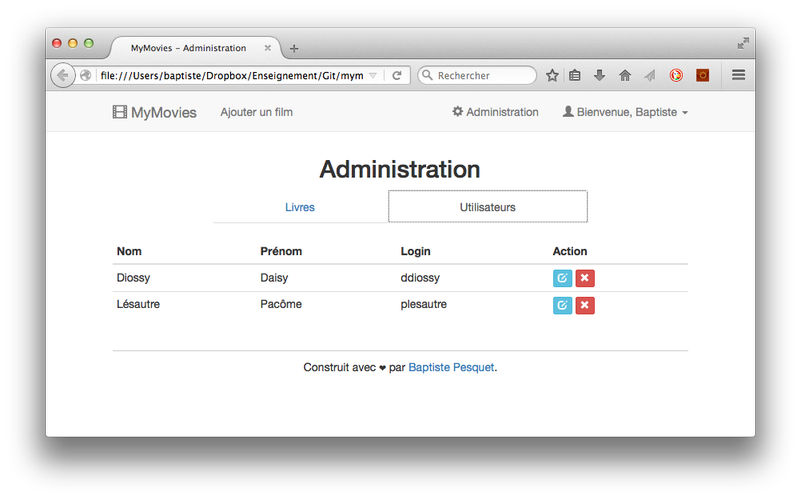 MyMovies – Administration
file:///Users/baptiste/Dropbox/Enseignement/Git/mym
Rechercher
MyMovies Ajouter un film Administration Bienvenue, Baptiste
Administration
Livres Utilisateurs
Nom Prénom Login Action
Diossy Daisy ddiossy
Lésautre Pacôme plesautre
Construit avec ❤ par Baptiste Pesquet.